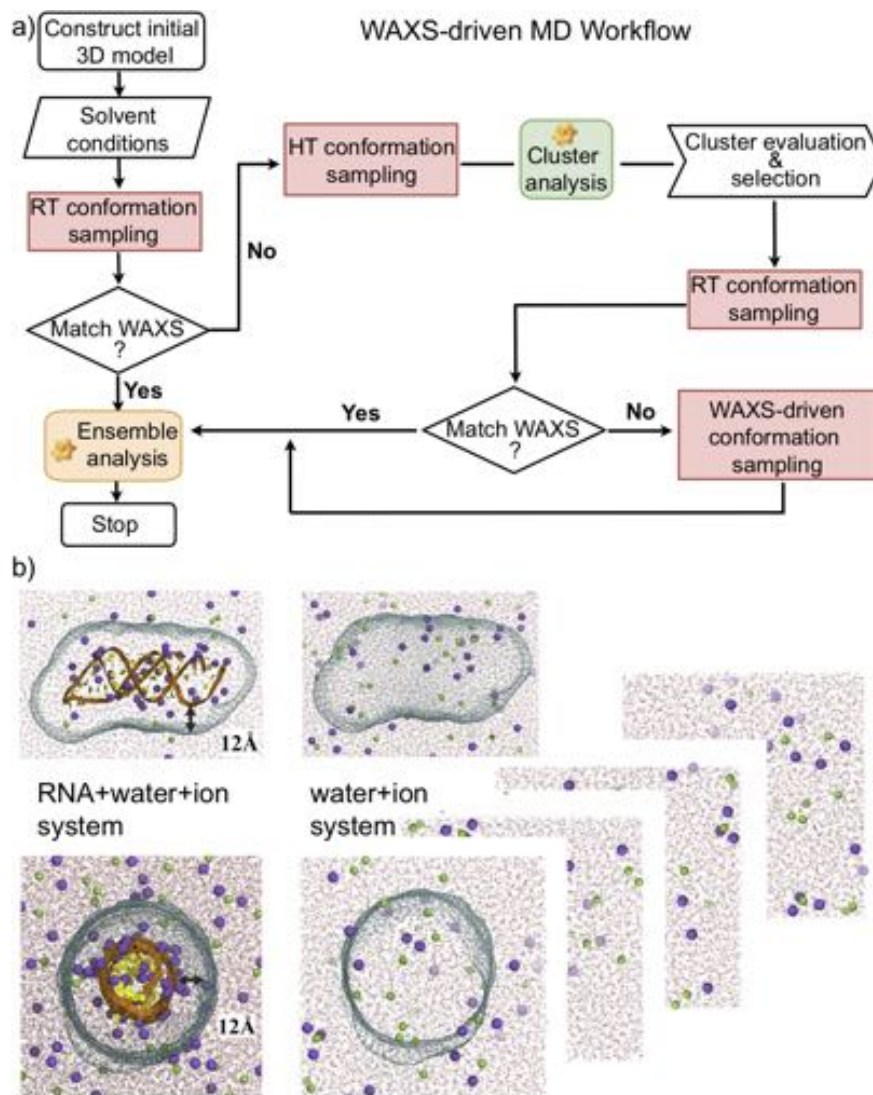 a)
WAXS-driven MD Workflow
Construct initial
3D model
Solvent
conditions
RT conformation
sampling
Match WAXS
?
No
Yes
HT conformation
sampling
Cluster
analysis
Cluster evaluation
&
selection
RT conformation
sampling
Match WAXS
?
Yes
No
WAXS-driven
conformation
sampling
Ensemble
analysis
Stop
b)
12Å
RNA+water+ion
system
water+ion
system
12Å